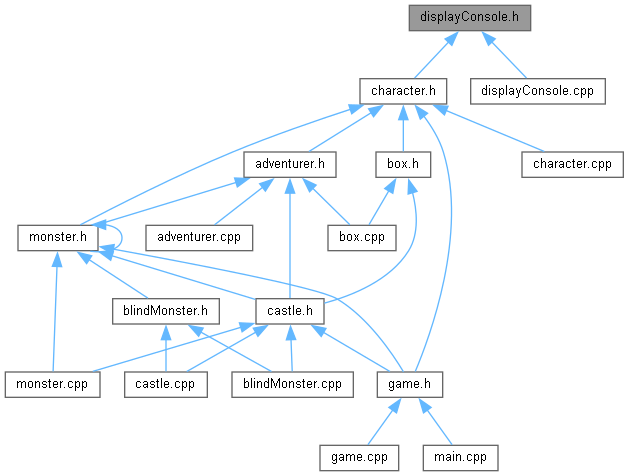 displayConsole.h
character.h
displayConsole.cpp
adventurer.h
box.h
character.cpp
monster.h
adventurer.cpp
box.cpp
blindMonster.h
castle.h
monster.cpp
castle.cpp
blindMonster.cpp
game.h
game.cpp
main.cpp